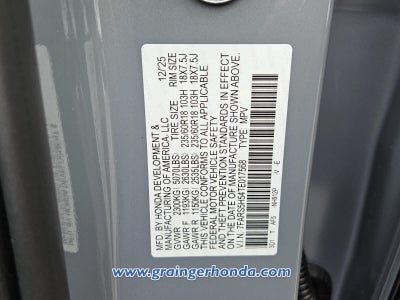 MFD. BY HONDA DEVELOPMENT & 12/25
MANUFACTURING OF AMERICA, LLC
TIRE SIZE RIM SIZE
GVWR 2300KG( 5070LBS)
GAWR F 1193KG( 2630LBS) 235/60R18 103H 18X7.5J
GAWR R 1150KG( 2535LBS) 235/60R18 103H 18X7.5J
THIS VEHICLE CONFORMS TO ALL APPLICABLE
FEDERAL MOTOR VEHICLE SAFETY
AND THEFT PREVENTION STANDARDS IN EFFECT
ON THE DATE OF MANUFACTURE SHOWN ABOVE.
V.I.N. TYPE: MPV
www.graingerhonda.com